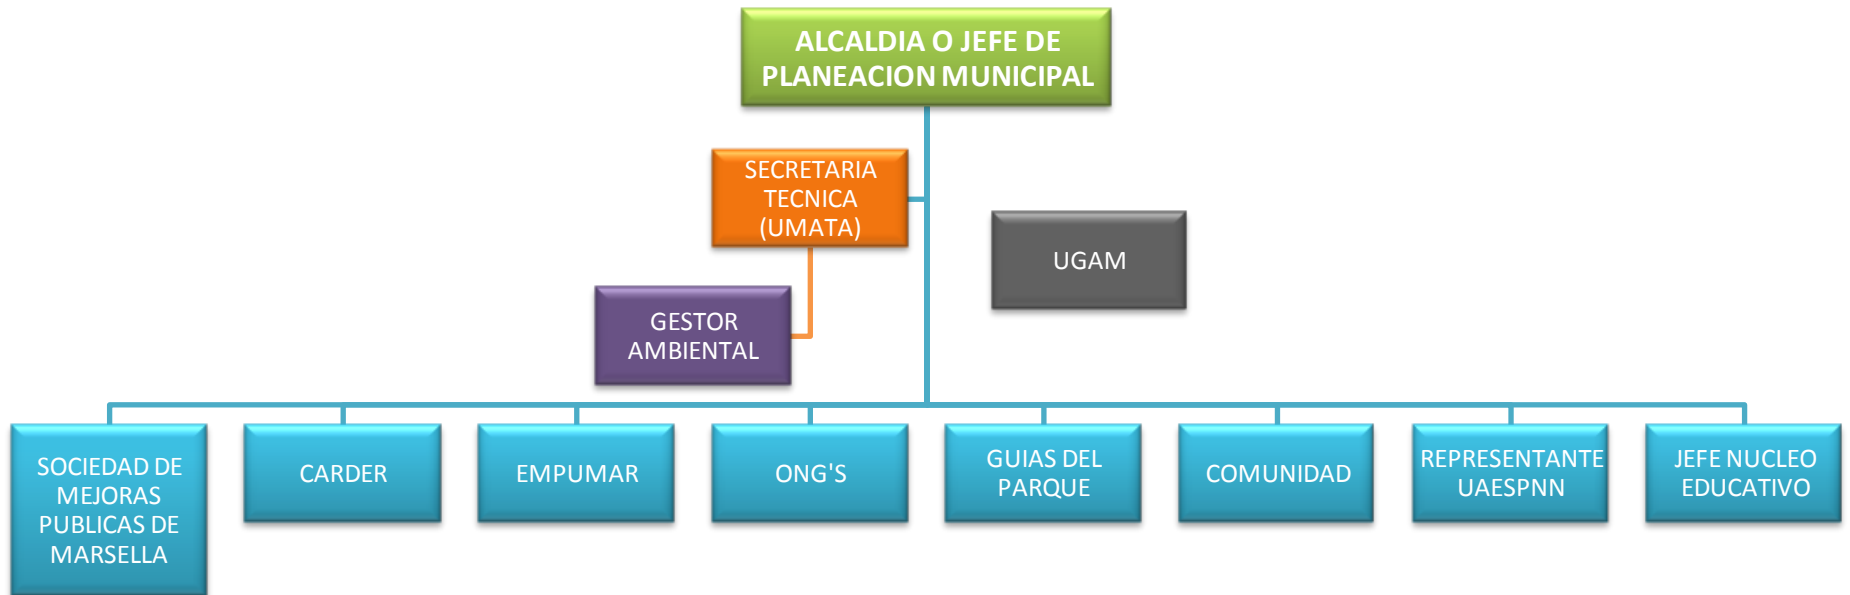 ALCALDIA O JEFE DE
PLANEACION MUNICIPAL
SECRETARIA
TECNICA
(UMATA)
UGAM
GESTOR
AMBIENTAL
SOCIEDAD DE
MEJORAS
PUBLICAS DE
MARSELLA
CARDER
EMPUMAR
ONG'S
GUIAS DEL
PARQUE
COMUNIDAD
REPRESENTANTE
UAESPNN
JEFE NUCLEO
EDUCATIVO